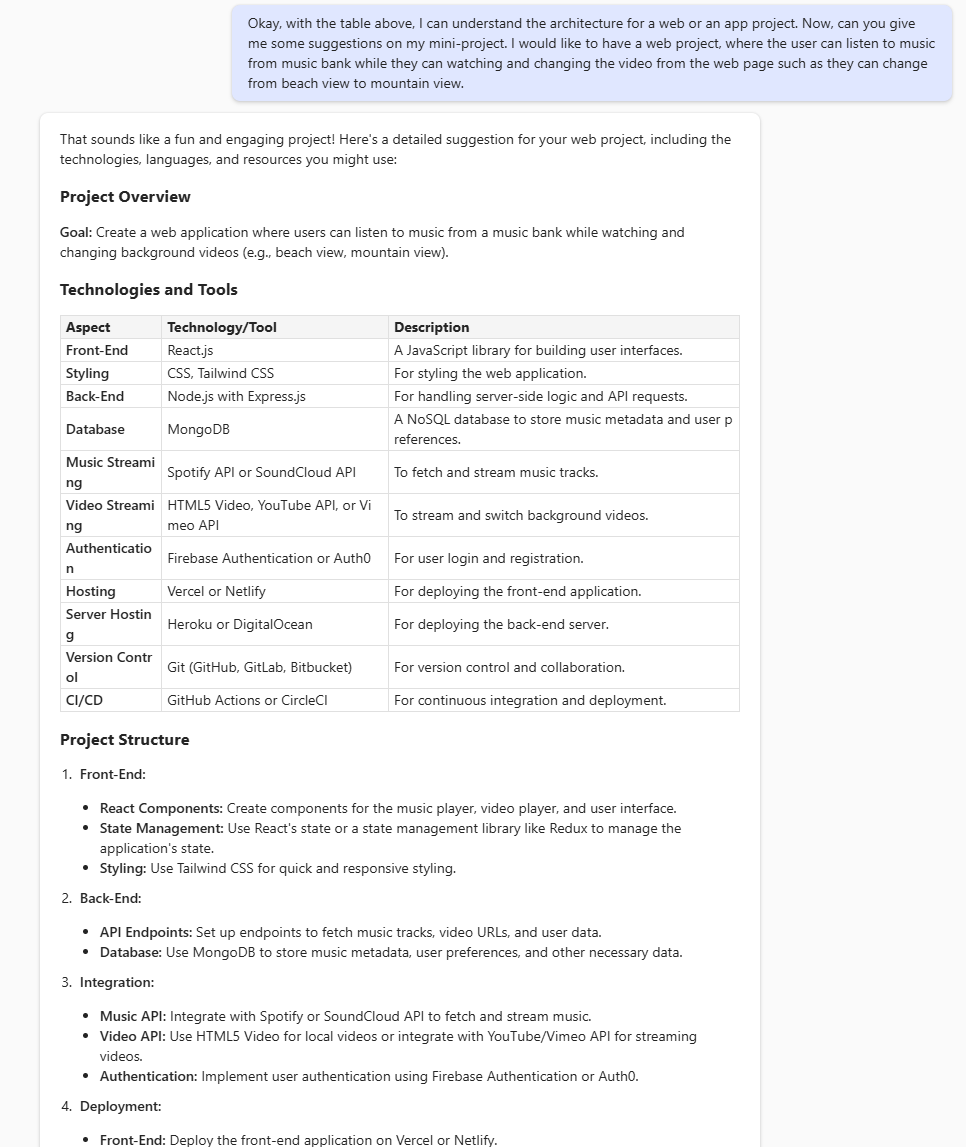 Okay, with the table above, I can understand the architecture for a web or an app project. Now, can you give
me some suggestions on my mini-project. I would like to have a web project, where the user can listen to music
from music bank while they can watching and changing the video from the web page such as they can change
from beach view to mountain view.
That sounds like a fun and engaging project! Here's a detailed suggestion for your web project, including the
technologies, languages, and resources you might use:
Project Overview
Goal: Create a web application where users can listen to music from a music bank while watching and
changing background videos (e.g., beach view, mountain view).
Technologies and Tools
Aspect Technology/Tool Description
Front-End React.js A JavaScript library for building user interfaces.
Styling CSS, Tailwind CSS For styling the web application.
Back-End Node.js with Express.js For handling server-side logic and API requests.
Database MongoDB A NoSQL database to store music metadata and user p
references.
Music Streami
ng Spotify API or SoundCloud API To fetch and stream music tracks.
Video Streami
ng HTML5 Video, YouTube API, or Vi
meo API To stream and switch background videos.
Authenticatio
n Firebase Authentication or Auth0 For user login and registration.
Hosting Vercel or Netlify For deploying the front-end application.
Server Hostin
g Heroku or DigitalOcean For deploying the back-end server.
Version Contr
ol Git (GitHub, GitLab, Bitbucket) For version control and collaboration.
CI/CD GitHub Actions or CircleCI For continuous integration and deployment.
Project Structure
1. Front-End:
• React Components: Create components for the music player, video player, and user interface.
• State Management: Use React's state or a state management library like Redux to manage the
application's state.
• Styling: Use Tailwind CSS for quick and responsive styling.
2. Back-End:
• API Endpoints: Set up endpoints to fetch music tracks, video URLs, and user data.
• Database: Use MongoDB to store music metadata, user preferences, and other necessary data.
3. Integration:
• Music API: Integrate with Spotify or SoundCloud API to fetch and stream music.
• Video API: Use HTML5 Video for local videos or integrate with YouTube/Vimeo API for streaming
videos.
• Authentication: Implement user authentication using Firebase Authentication or Auth0.
4. Deployment:
• Front-End: Deploy the front-end application on Vercel or Netlify.